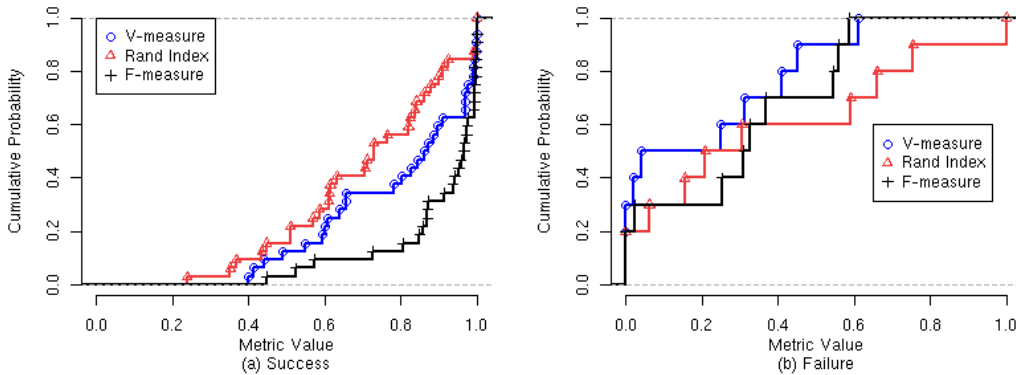 Cumulative Probability
1.0
0.8
0.6
0.4
0.2
0.0
V-measure
Rand Index
F-measure
0.0 0.2 0.4 0.6 0.8 1.0
Metric Value
(a) Success
Cumulative Probability
1.0
0.8
0.6
0.4
0.2
0.0
V-measure
Rand Index
F-measure
0.0 0.2 0.4 0.6 0.8 1.0
Metric Value
(b) Failure